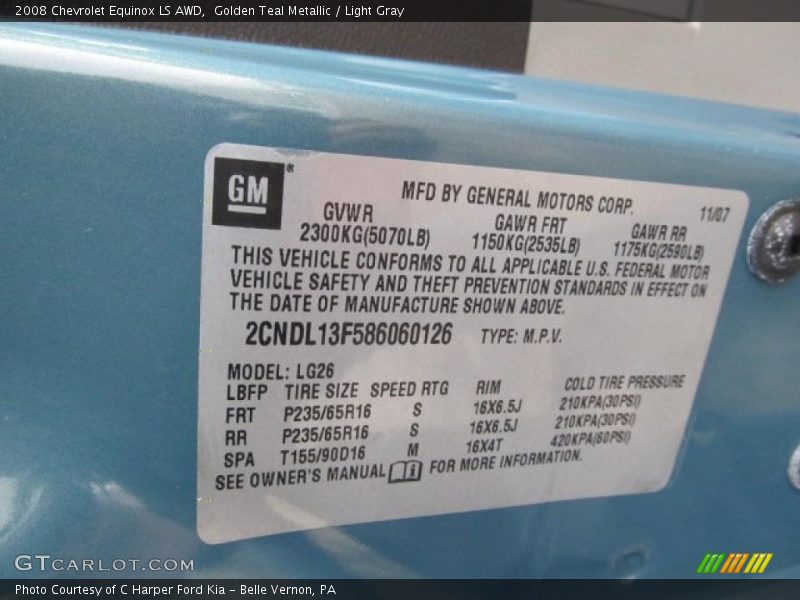 2008 Chevrolet Equinox LS AWD,  Golden Teal Metallic / Light Gray
GM®
MFD BY GENERAL MOTORS CORP. 11/07
GVWR GAWR FRT GAWR RR
2300KG(5070LB) 1150KG(2535LB) 1175KG(2590LB)
THIS VEHICLE CONFORMS TO ALL APPLICABLE U.S. FEDERAL MOTOR
VEHICLE SAFETY AND THEFT PREVENTION STANDARDS IN EFFECT ON
THE DATE OF MANUFACTURE SHOWN ABOVE.
2CNDL13F586060126 TYPE: M.P.V.
MODEL: LG26
LBFP TIRE SIZE SPEED RTG RIM COLD TIRE PRESSURE
FRT P235/65R16 S 16X6.5J 210KPA(30PSI)
RR P235/65R16 S 16X6.5J 210KPA(30PSI)
SPA T155/90D16 M 16X4T 420KPA(60PSI)
SEE OWNER'S MANUAL FOR MORE INFORMATION.
GTCARLOT.COM
Photo Courtesy of C Harper Ford Kia - Belle Vernon, PA